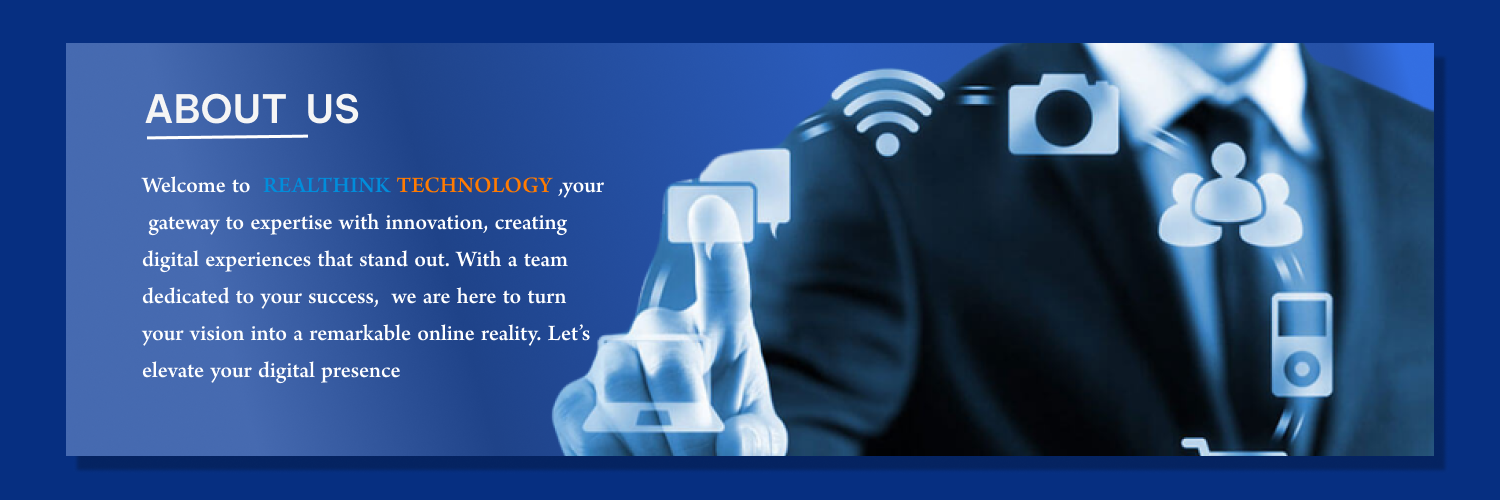 ABOUT US
Welcome to REALTHINK TECHNOLOGY ,your
gateway to expertise with innovation, creating
digital experiences that stand out. With a team
dedicated to your success, we are here to turn
your vision into a remarkable online reality. Let’s
elevate your digital presence